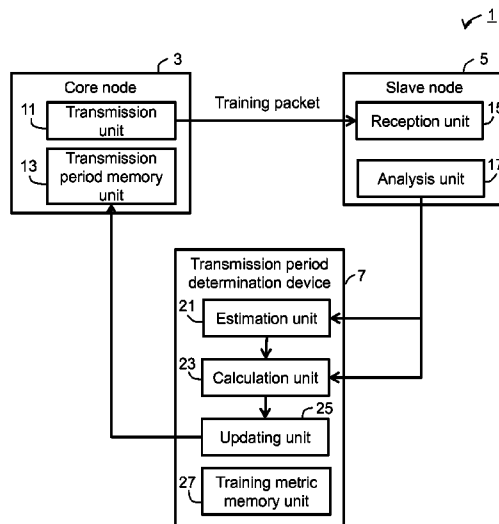 1
3
5
Core node
Slave node
11
Transmission
unit
Training packet
Reception unit
15
13
Transmission
period memory
unit
Analysis unit
17
Transmission period
determination device
7
21
Estimation unit
23
Calculation unit
25
Updating unit
27
Training metric
memory unit